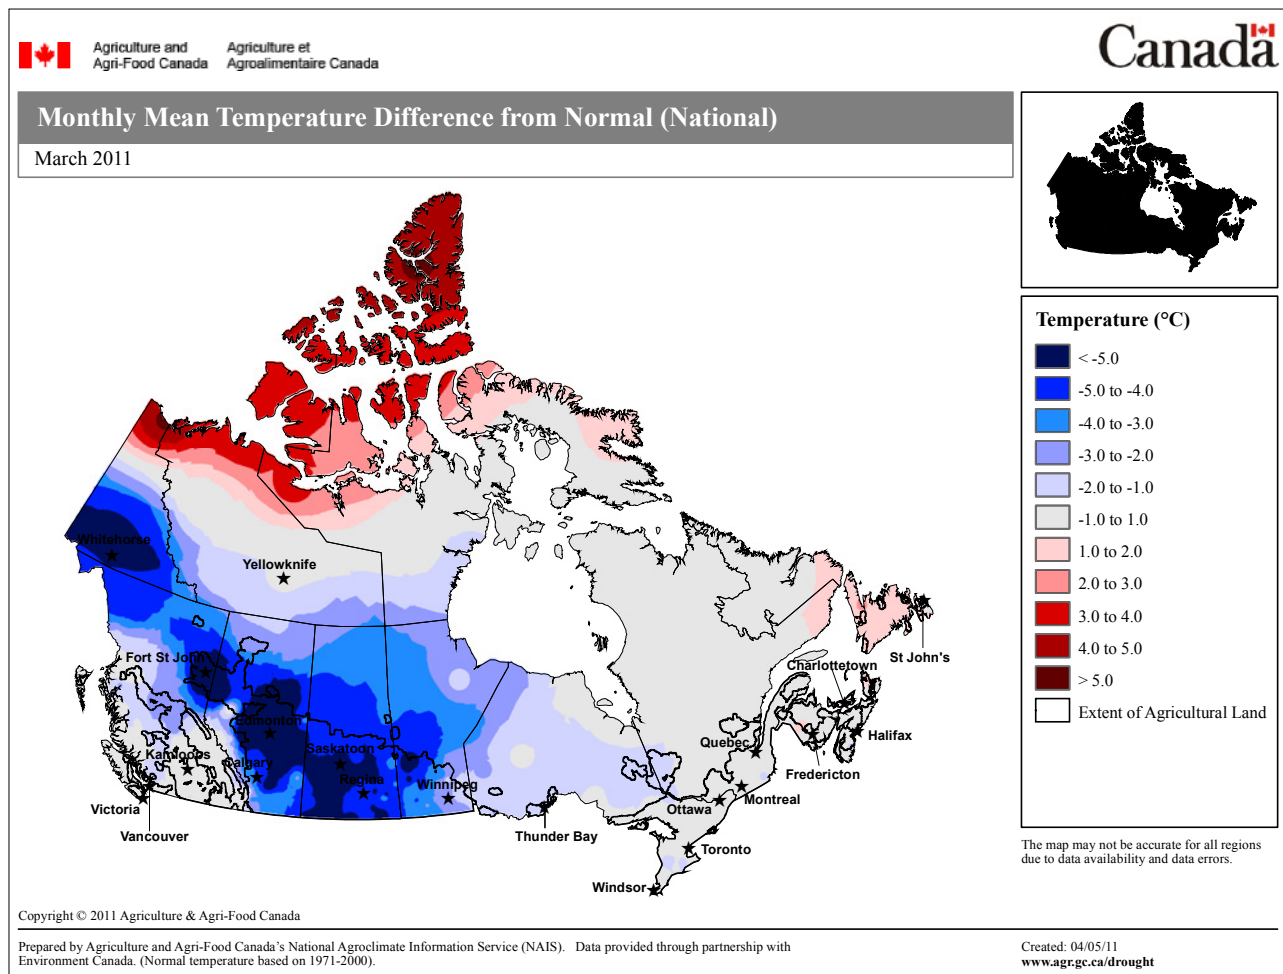 Agriculture and Agriculture et
Agri-Food Canada Agroalimentaire Canada
Canada
Monthly Mean Temperature Difference from Normal (National)
March 2011
Whitehorse
Yellowknife
Fort St John
Edmonton
Saskatoon
Kamloops
Calgary
Regina
Winnipeg
Victoria
Vancouver
Thunder Bay
Charlottetown
St John's
Quebec
Halifax
Fredericton
Ottawa
Montreal
Toronto
Windsor
Temperature (°C)
< -5.0
-5.0 to -4.0
-4.0 to -3.0
-3.0 to -2.0
-2.0 to -1.0
-1.0 to 1.0
1.0 to 2.0
2.0 to 3.0
3.0 to 4.0
4.0 to 5.0
> 5.0
Extent of Agricultural Land
The map may not be accurate for all regions
due to data availability and data errors.
Copyright © 2011 Agriculture & Agri-Food Canada
Prepared by Agriculture and Agri-Food Canada's National Agroclimate Information Service (NAIS). Data provided through partnership with
Environment Canada. (Normal temperature based on 1971-2000).
Created: 04/05/11
www.agr.gc.ca/drought